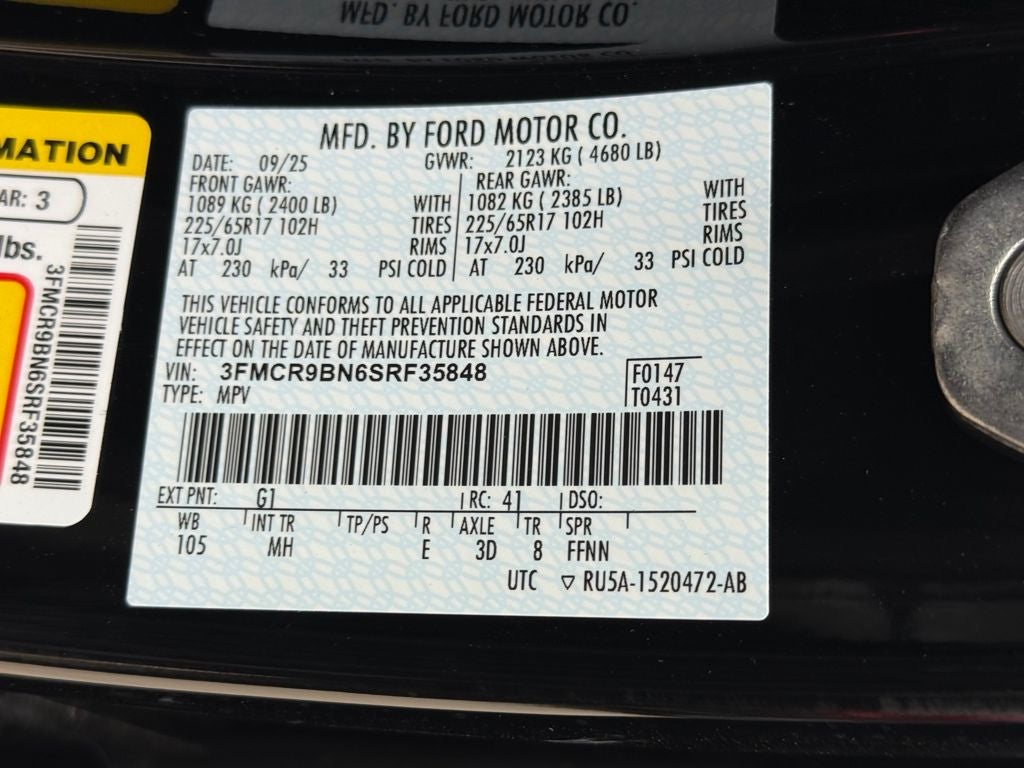 MFD. BY FORD MOTOR CO.
MFD. BY FORD MOTOR CO.
MATION
AR: 3
lbs.
3FMCR9BN6SRF35848
MFD. BY FORD MOTOR CO.
DATE: 09/25 GVWR: 2123 KG ( 4680 LB)
FRONT GAWR: REAR GAWR:
1089 KG ( 2400 LB) WITH 1082 KG ( 2385 LB) WITH
225/65R17 102H TIRES 225/65R17 102H TIRES
17x7.0J RIMS 17x7.0J RIMS
AT 230 kPa/ 33 PSI COLD AT 230 kPa/ 33 PSI COLD
THIS VEHICLE CONFORMS TO ALL APPLICABLE FEDERAL MOTOR
VEHICLE SAFETY AND THEFT PREVENTION STANDARDS IN
EFFECT ON THE DATE OF MANUFACTURE SHOWN ABOVE.
VIN: 3FMCR9BN6SRF35848 F0147
TYPE: MPV T0431
EXT PNT: G1 RC: 41 DSO:
WB INT TR TP/PS R AXLE TR SPR
105 MH E 3D 8 FFNN
UTC ▽ RU5A-1520472-AB